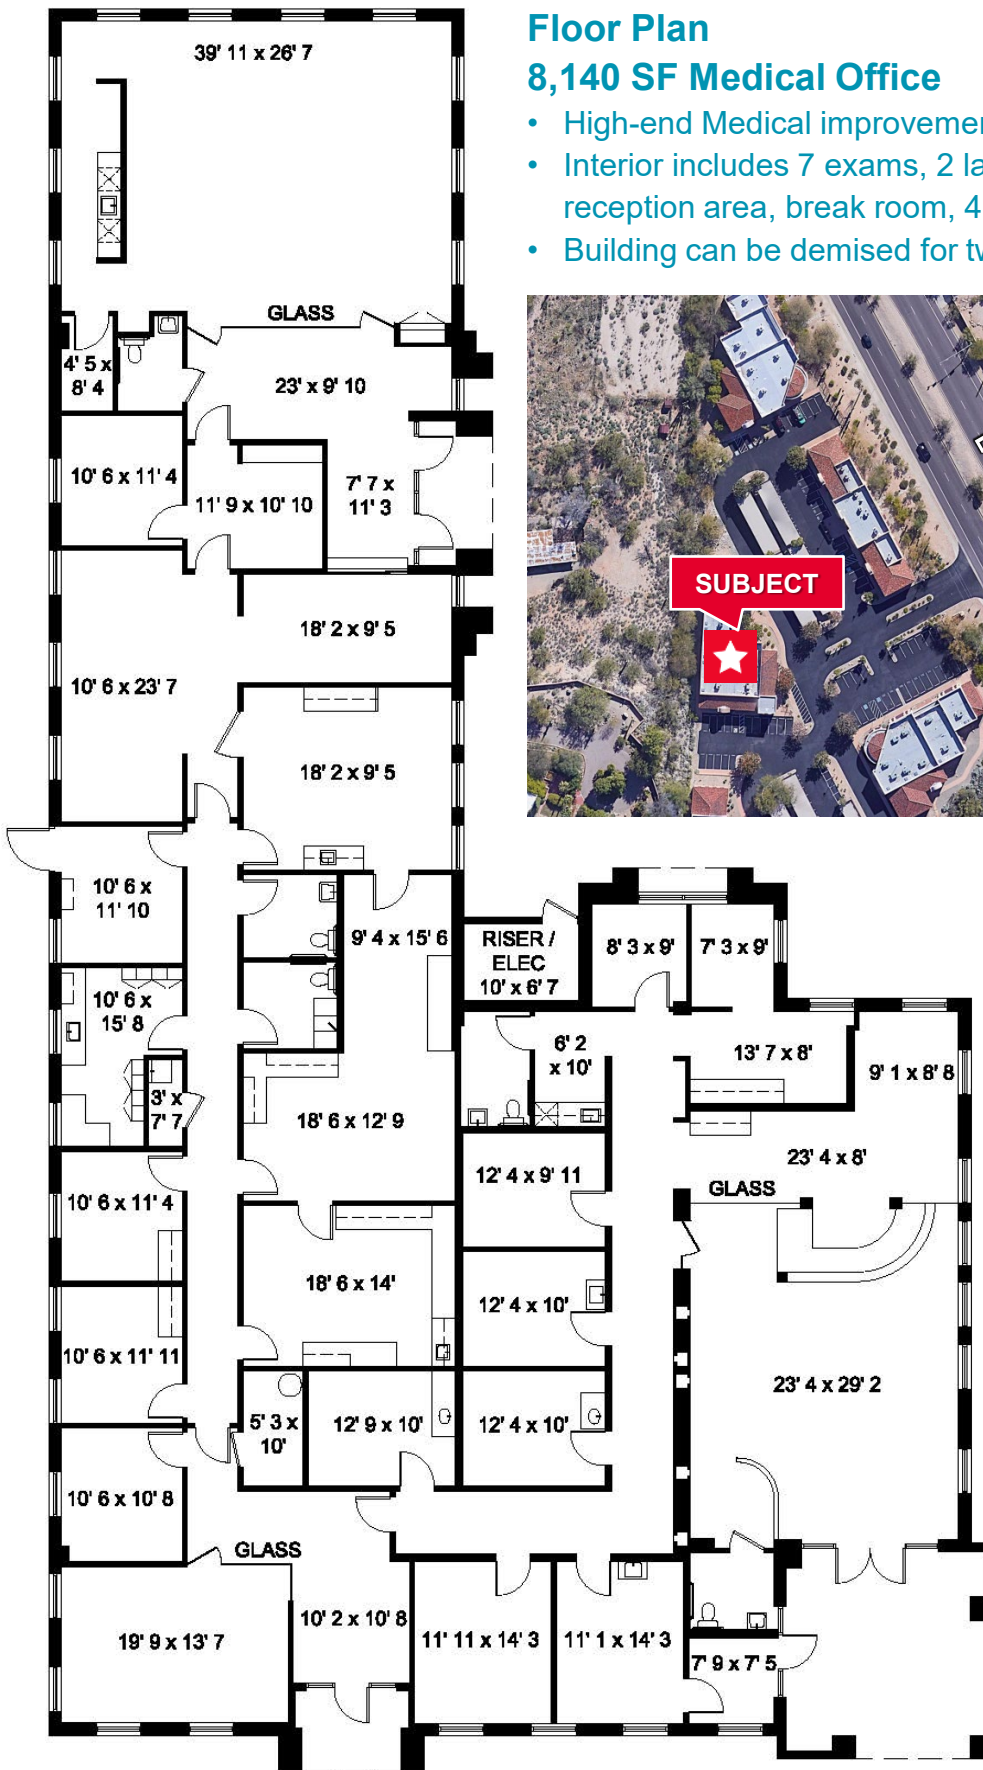 Floor Plan
8,140 SF Medical Office
• High-end Medical
• Interior includes 7 exams, 2
reception area, break room, 4
• Building can be demised for
SUBJECT
39' 11 x 26' 7
GLASS
4' 5 x
8' 4
23' x 9' 10
10' 6 x 11' 4
11' 9 x 10' 10
7' 7 x
11' 3
18' 2 x 9' 5
10' 6 x 23' 7
18' 2 x 9' 5
10' 6 x
11' 10
9' 4 x 15' 6
RISER /
ELEC
10' x 6' 7
8' 3 x 9'
7' 3 x 9'
10' 6 x
15' 8
3' x
7' 7
6' 2
x 10'
13' 7 x 8'
9' 1 x 8' 8
18' 6 x 12' 9
23' 4 x 8'
GLASS
12' 4 x 9' 11
10' 6 x 11' 4
18' 6 x 14'
12' 4 x 10'
10' 6 x 11' 11
23' 4 x 29' 2
5' 3 x
10'
12' 9 x 10'
12' 4 x 10'
10' 6 x 10' 8
GLASS
19' 9 x 13' 7
10' 2 x 10' 8
11' 11 x 14' 3
11' 1 x 14' 3
7' 9 x 7' 5